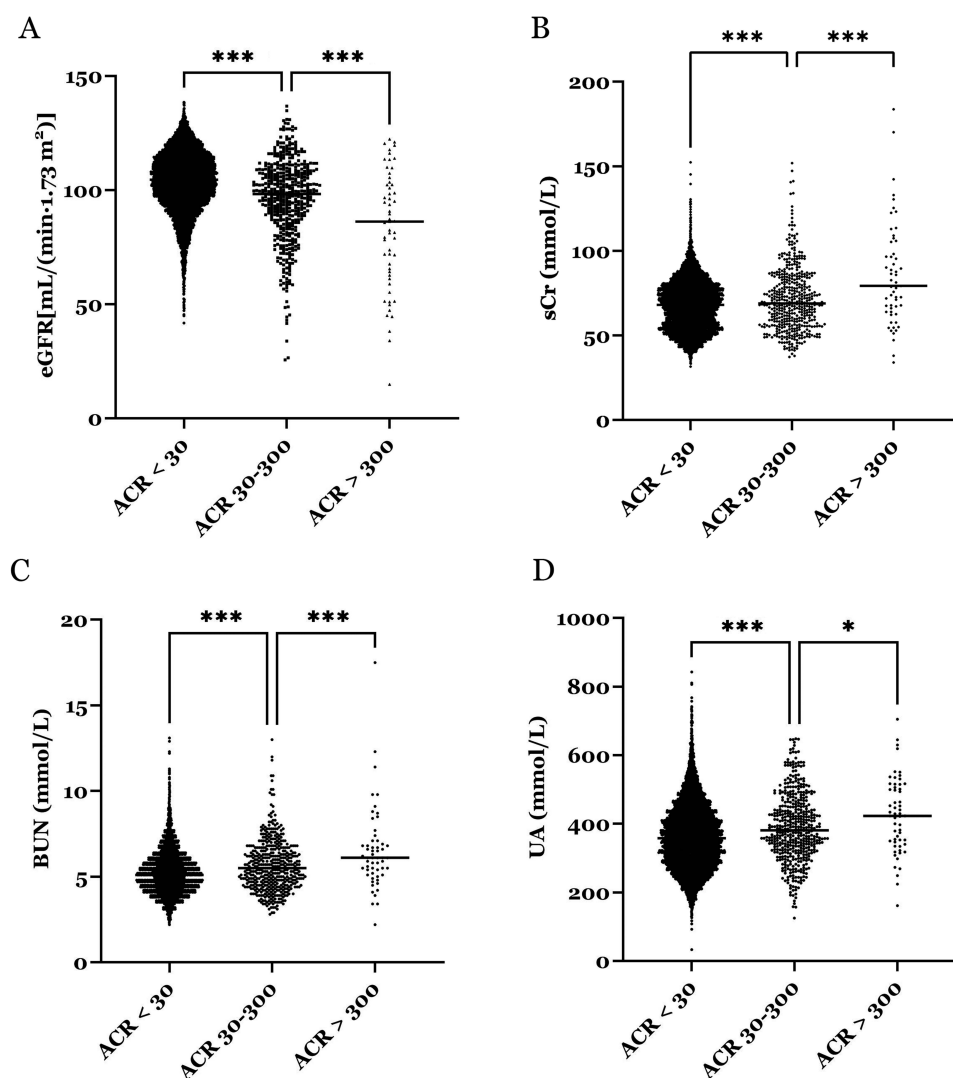 A
*** ***
150
100
50
0
eGFR[mL/(min·1.73 m²)]
ACR < 30
ACR 30-300
ACR > 300
B
*** ***
200
150
100
50
0
sCr (mmol/L)
ACR < 30
ACR 30-300
ACR > 300
C
*** ***
20
15
10
5
0
BUN (mmol/L)
ACR < 30
ACR 30-300
ACR > 300
D
*** *
1000
800
600
400
200
0
UA (mmol/L)
ACR < 30
ACR 30-300
ACR > 300